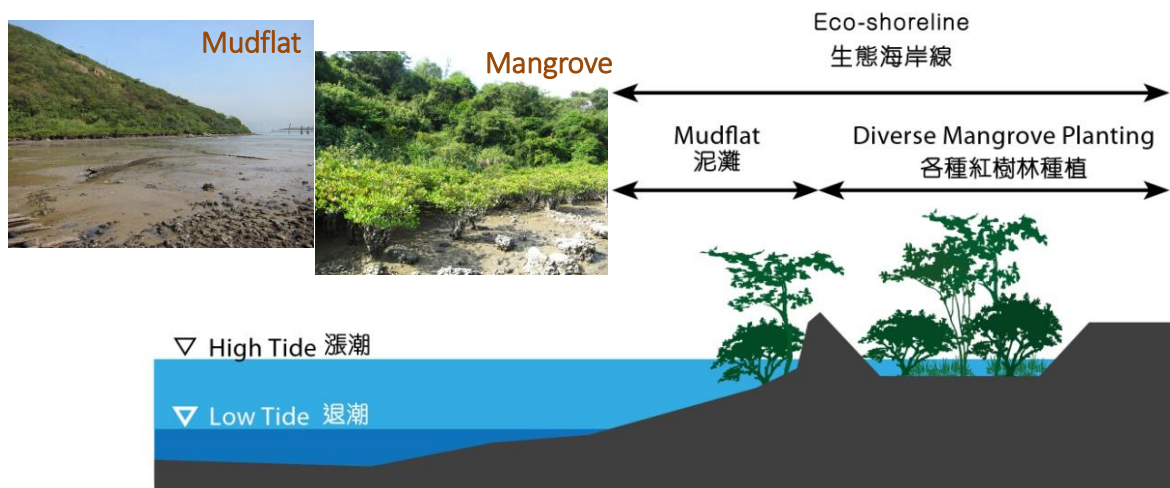 Mudflat
Mangrove
Eco-shoreline
生態海岸線
Mudflat
泥灘
Diverse Mangrove Planting
各種紅樹林種植
High Tide 漲潮
Low Tide 退潮